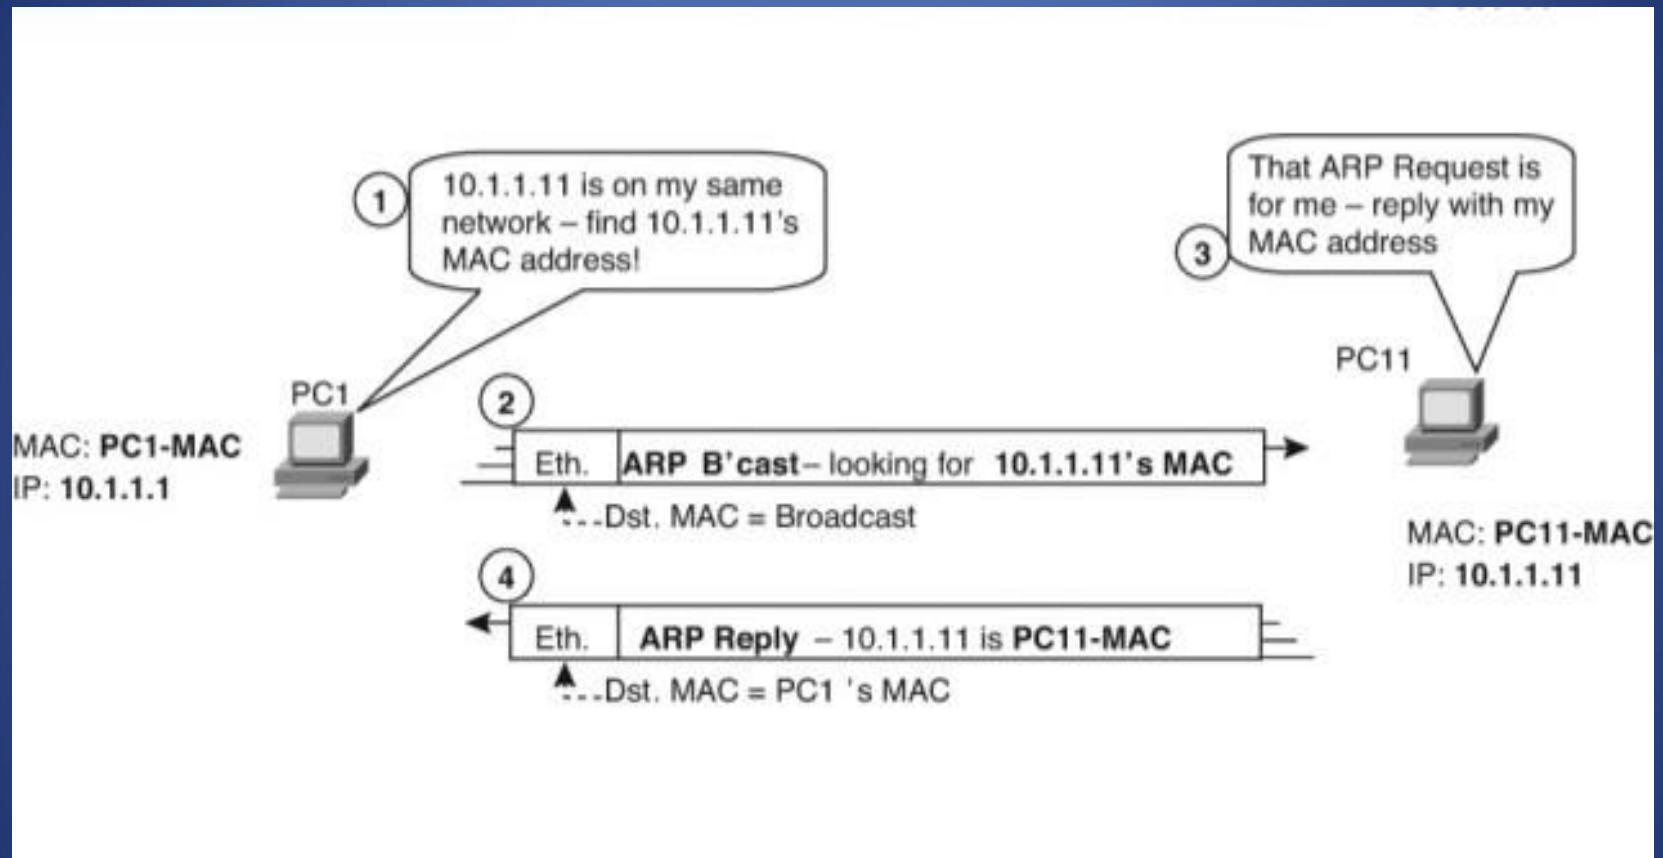 1
10.1.1.11 is on my same
network – find 10.1.1.11's
MAC address!
That ARP Request is
for me – reply with my
MAC address
3
PC1
MAC: PC1-MAC
IP: 10.1.1.1
PC11
2
Eth.
ARP B'cast– looking for 10.1.1.11's MAC
Dst. MAC = Broadcast
MAC: PC11-MAC
IP: 10.1.1.11
4
Eth.
ARP Reply – 10.1.1.11 is PC11-MAC
Dst. MAC = PC1 's MAC